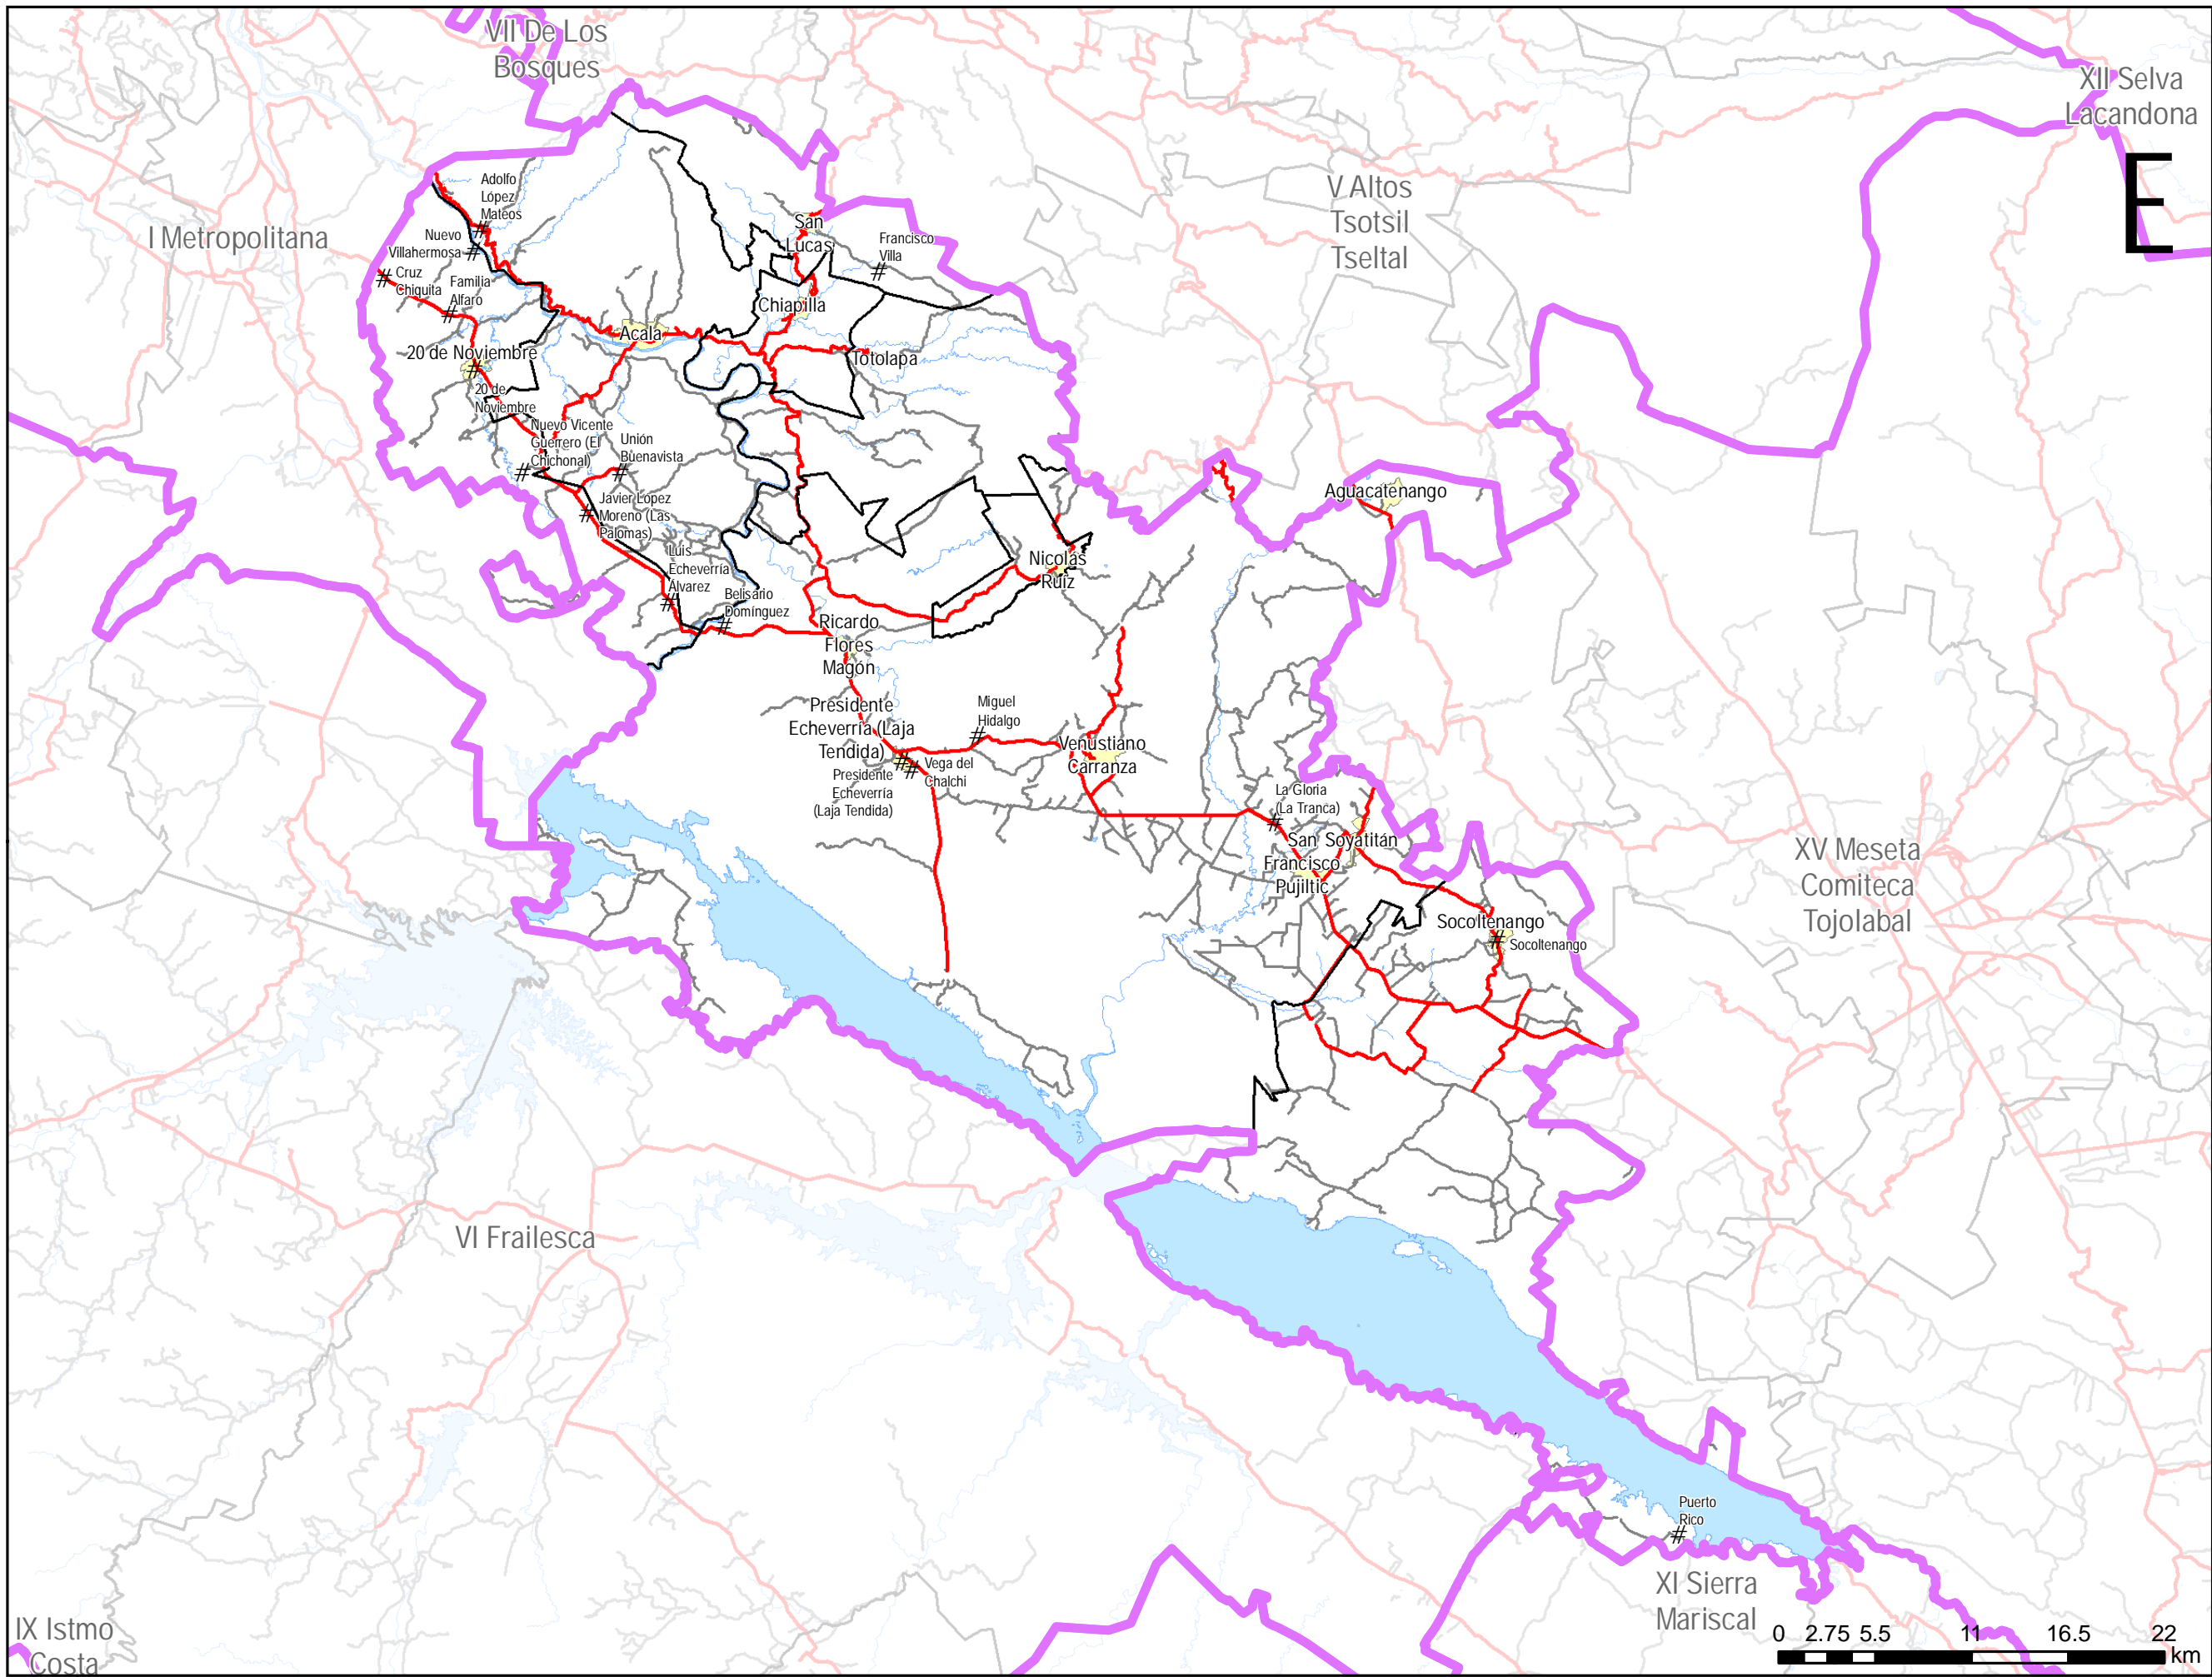 VII De Los
Bosques
XII Selva
Lacandona
E
I Metropolitana
V Altos
Tsotsil
Tseltal
Adolfo
López
Mateos
#
Nuevo
Villahermosa
#
#
Cruz
Chiquita
Familia
Alfaro
#
San
Lucas
Francisco
Villa
#
Chiapilla
Acala
20 de Noviembre
#
20 de
Noviembre
Totolapa
Nuevo Vicente
Guerrero (El
Chichonal)
#
Unión
Buenavista
#
Javier López
Moreno (Las
Palomas)
#
Luis
Echeverría
Álvarez
#
Belisario
Domínguez
#
Aguacatenango
Nicolás
Ruíz
Ricardo
Flores
Magón
Presidente
Echeverría (Laja
Tendida)
Miguel
Hidalgo
#
Venustiano
Carranza
#
#
Vega del
Chalchi
Presidente
Echeverría
(Laja Tendida)
La Gloria
(La Tranca)
#
San
Francisco
Pujiltic
Soyatitán
Socoltenango
#
Socoltenango
XV Meseta
Comiteca
Tojolabal
VI Frailesca
Puerto
Rico
#
XI Sierra
Mariscal
IX Istmo
Costa
0 2.75 5.5 11 16.5 22
km